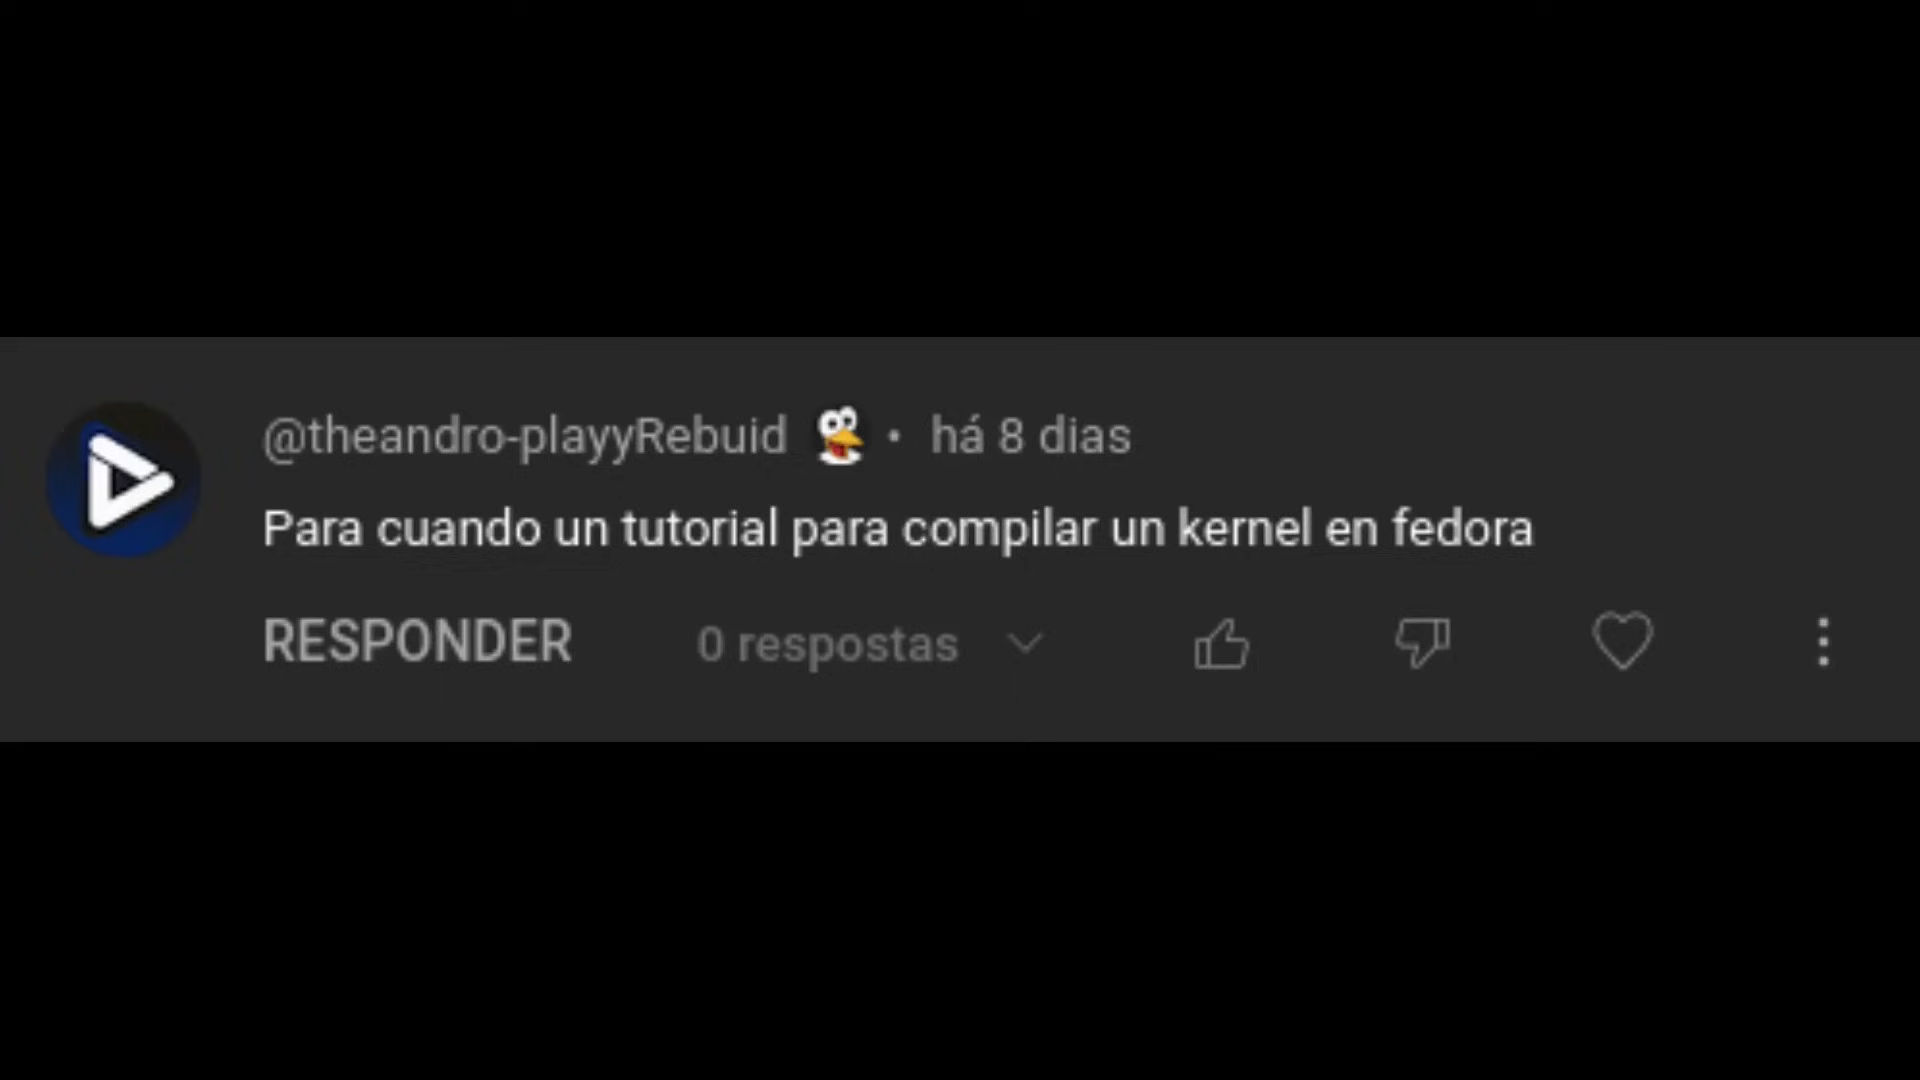 @theandro-playyRebuid • há 8 dias
Para cuando un tutorial para compilar un kernel en fedora
RESPONDER 0 respostas